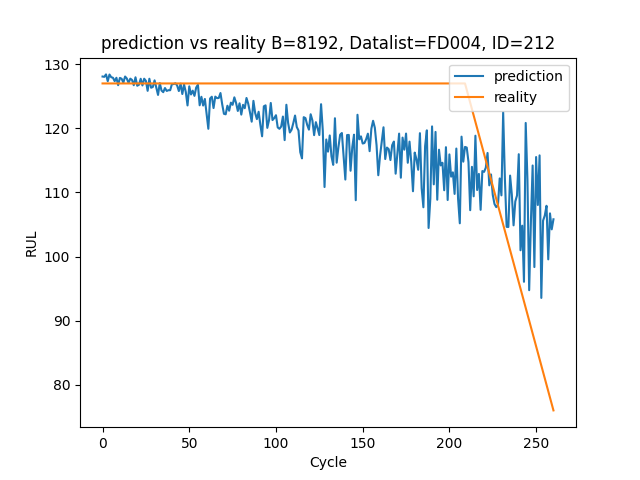 prediction vs reality B=8192, Datalist=FD004, ID=212
prediction
reality
RUL
130
120
110
100
90
80
0
50
100
150
200
250
Cycle